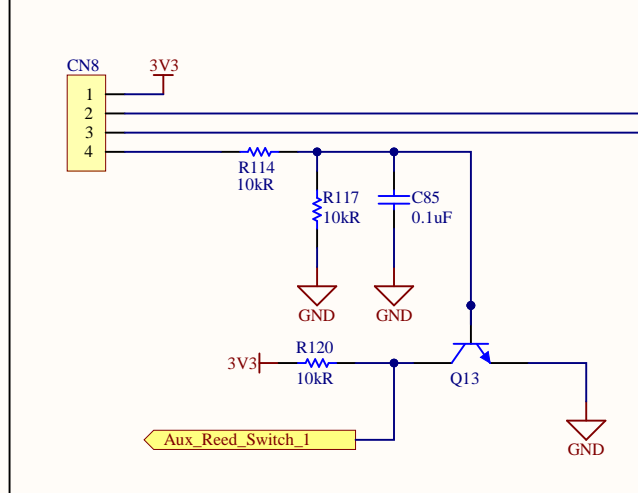 CN8
3V3
1
2
3
4
R114
10kR
R117
10kR
C85
0.1uF
GND
GND
R120
3V3
10kR
Q13
Aux_Reed_Switch_1
GND